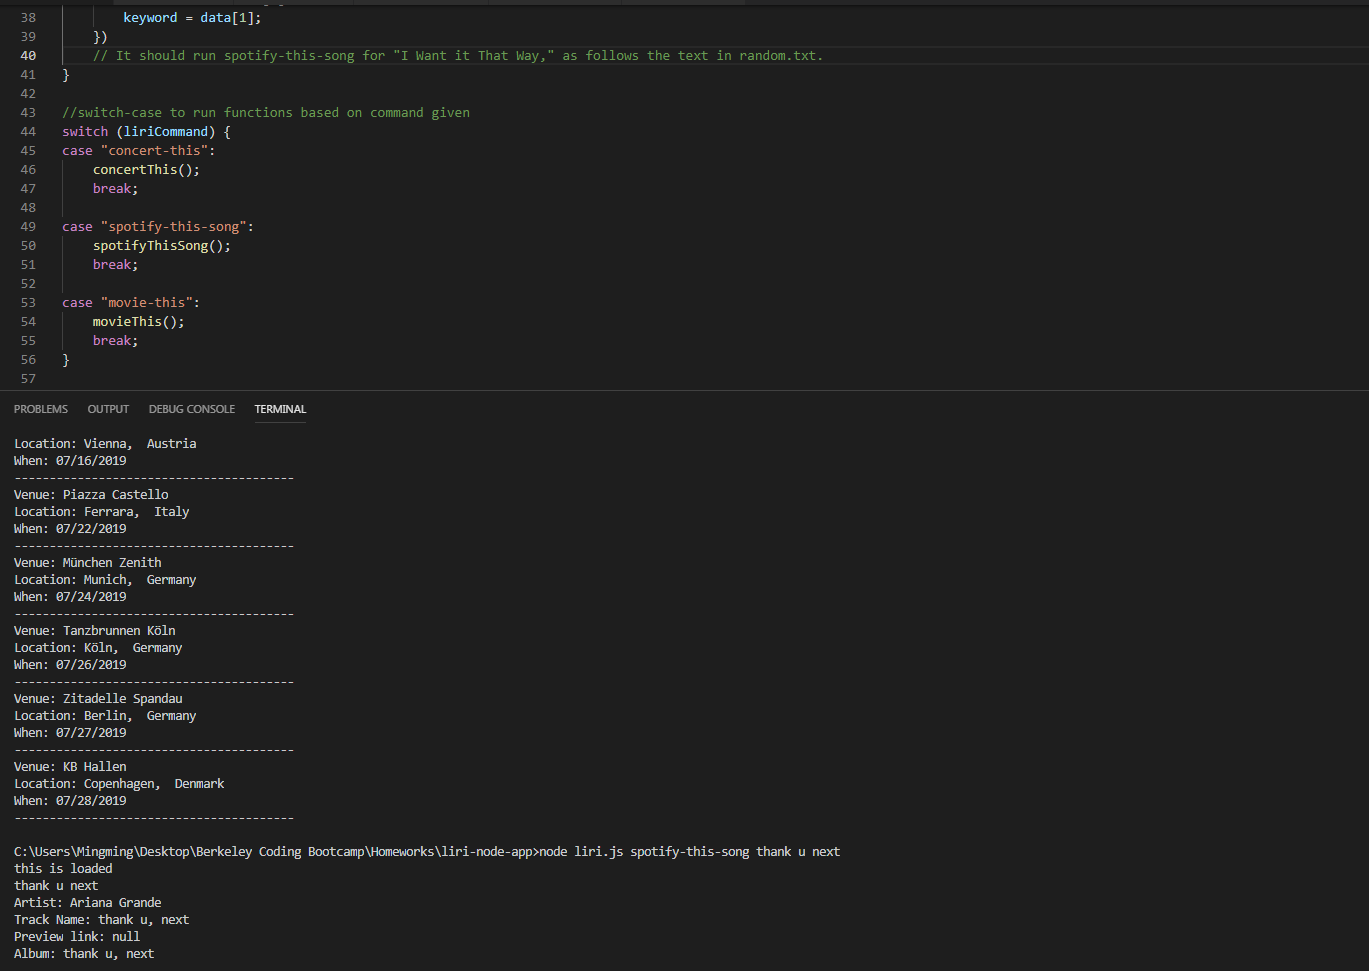 38 keyword = data[1];
39 })
40 // It should run spotify-this-song for "I Want it That Way," as follows the text in random.txt.
41 }
42
43 //switch-case to run functions based on command given
44 switch (liriCommand) {
45 case "concert-this":
46 concertThis();
47 break;
48
49 case "spotify-this-song":
50 spotifyThisSong();
51 break;
52
53 case "movie-this":
54 movieThis();
55 break;
56 }
57
PROBLEMS OUTPUT DEBUG CONSOLE TERMINAL
Location: Vienna,  Austria
When: 07/16/2019
----------------------------------------
Venue: Piazza Castello
Location: Ferrara,  Italy
When: 07/22/2019
----------------------------------------
Venue: München Zenith
Location: Munich,  Germany
When: 07/24/2019
----------------------------------------
Venue: Tanzbrunnen Köln
Location: Köln,  Germany
When: 07/26/2019
----------------------------------------
Venue: Zitadelle Spandau
Location: Berlin,  Germany
When: 07/27/2019
----------------------------------------
Venue: KB Hallen
Location: Copenhagen,  Denmark
When: 07/28/2019
----------------------------------------
C:\Users\Mingming\Desktop\Berkeley Coding Bootcamp\Homeworks\liri-node-app>node liri.js spotify-this-song thank u next
this is loaded
thank u next
Artist: Ariana Grande
Track Name: thank u, next
Preview link: null
Album: thank u, next